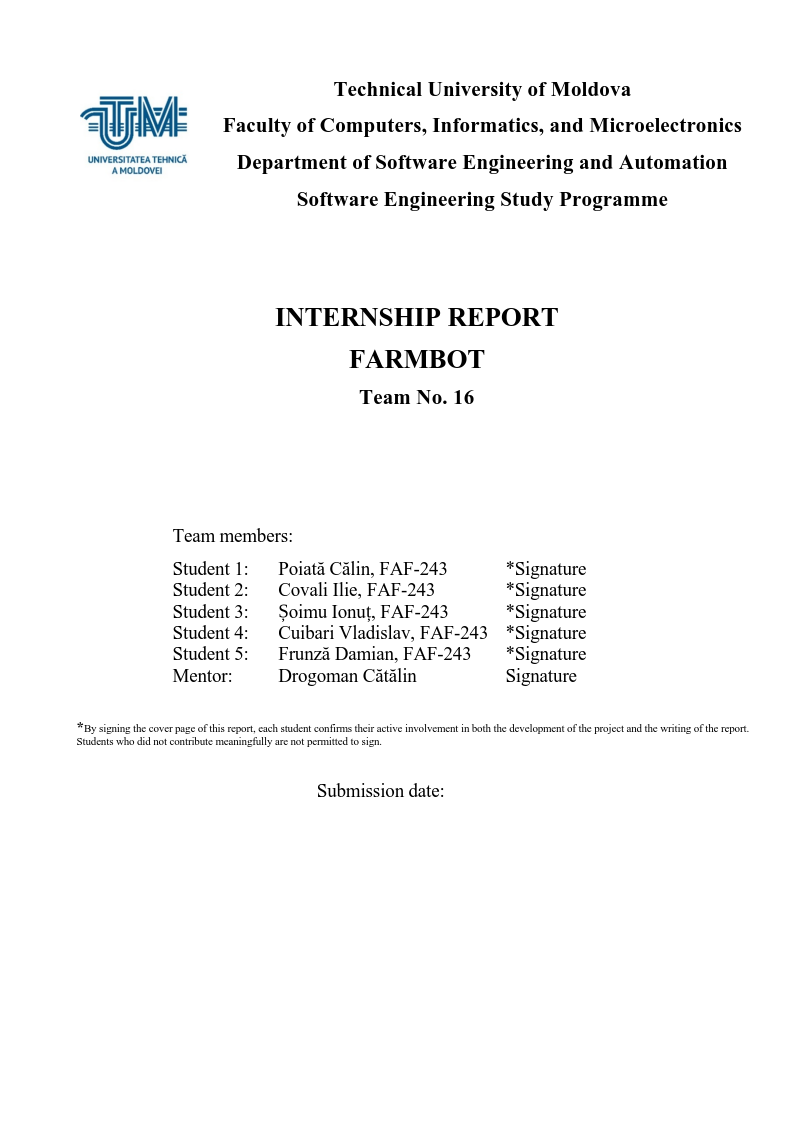 UTM
UNIVERSITATEA TEHNICĂ
A MOLDOVEI
Technical University of Moldova
Faculty of Computers, Informatics, and Microelectronics
Department of Software Engineering and Automation
Software Engineering Study Programme
INTERNSHIP REPORT
FARMBOT
Team No. 16
Team members:
Student 1: Poiată Călin, FAF-243 *Signature
Student 2: Covali Ilie, FAF-243 *Signature
Student 3: Șoimu Ionuț, FAF-243 *Signature
Student 4: Cuibari Vladislav, FAF-243 *Signature
Student 5: Frunză Damian, FAF-243 *Signature
Mentor: Drogoman Cătălin Signature
*By signing the cover page of this report, each student confirms their active involvement in both the development of the project and the writing of the report.
Students who did not contribute meaningfully are not permitted to sign.
Submission date: